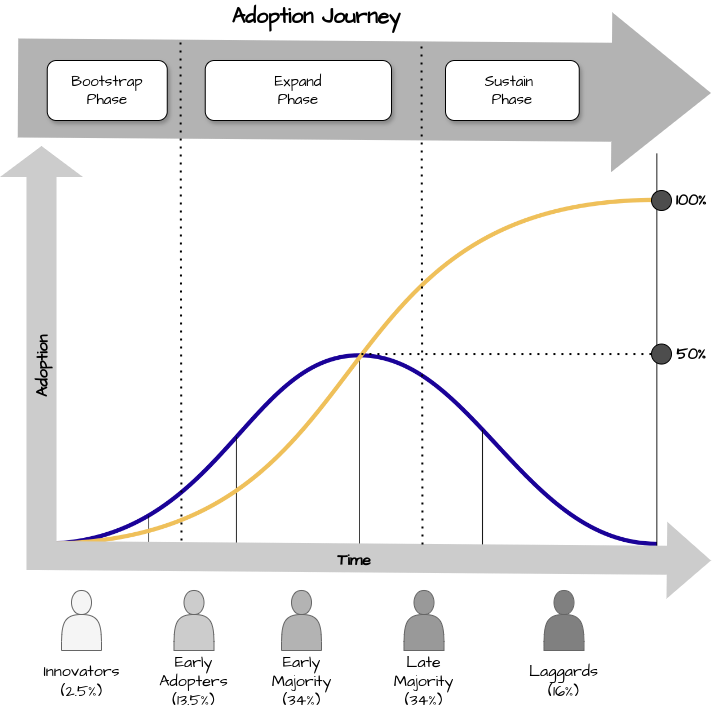 Adoption Journey
Bootstrap
Phase
Expand
Phase
Sustain
Phase
100%
50%
Adoption
Time
Innovators
(2.5%)
Early
Adopters
(13.5%)
Early
Majority
(34%)
Late
Majority
(34%)
Laggards
(16%)